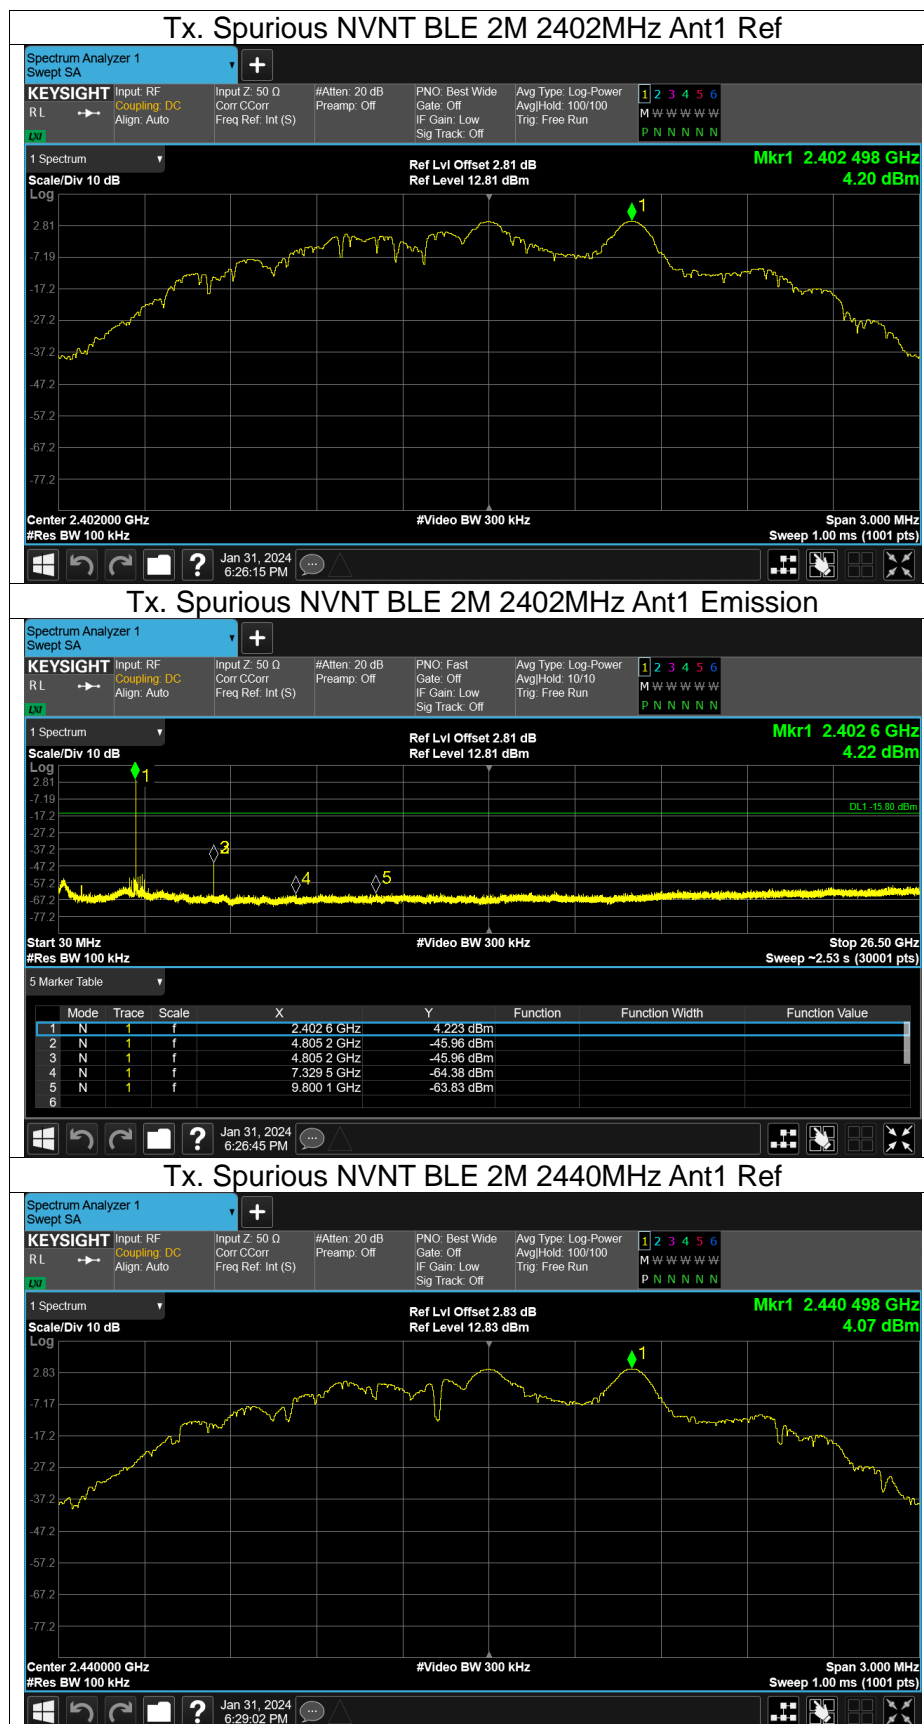 Tx. Spurious NVNT BLE 2M 2402MHz Ant1 Ref
Spectrum Analyzer 1
Swept SA
+
KEYSIGHT Input: RF Input Z: 50 Ω #Atten: 20 dB PNO: Best Wide Avg Type: Log-Power 1 2 3 4 5 6
R L Coupling: DC Corr CCorr Preamp: Off Gate: Off Avg|Hold: 100/100 M W W W W W
Align: Auto Freq Ref: Int (S) IF Gain: Low Trig: Free Run
LXI Sig Track: Off P N N N N N
1 Spectrum Ref Lvl Offset 2.81 dB Mkr1 2.402 498 GHz
Scale/Div 10 dB Ref Level 12.81 dBm 4.20 dBm
Log
1
2.81
-7.19
-17.2
-27.2
-37.2
-47.2
-57.2
-67.2
-77.2
Center 2.402000 GHz #Video BW 300 kHz Span 3.000 MHz
#Res BW 100 kHz Sweep 1.00 ms (1001 pts)
? Jan 31, 2024
6:26:15 PM
Tx. Spurious NVNT BLE 2M 2402MHz Ant1 Emission
Spectrum Analyzer 1
Swept SA
+
KEYSIGHT Input: RF Input Z: 50 Ω #Atten: 20 dB PNO: Fast Avg Type: Log-Power 1 2 3 4 5 6
R L Coupling: DC Corr CCorr Preamp: Off Gate: Off Avg|Hold: 10/10 M W W W W W
Align: Auto Freq Ref: Int (S) IF Gain: Low Trig: Free Run
LXI Sig Track: Off P N N N N N
1 Spectrum Ref Lvl Offset 2.81 dB Mkr1 2.402 6 GHz
Scale/Div 10 dB Ref Level 12.81 dBm 4.22 dBm
Log
1
2.81
-7.19
DL1 -15.80 dBm
-17.2
-27.2
-37.2
2 3
-47.2
-57.2
4 5
-67.2
-77.2
Start 30 MHz #Video BW 300 kHz Stop 26.50 GHz
#Res BW 100 kHz Sweep ~2.53 s (30001 pts)
5 Marker Table
Mode Trace Scale X Y Function Function Width Function Value
1 N 1 f 2.402 6 GHz 4.223 dBm
2 N 1 f 4.805 2 GHz -45.96 dBm
3 N 1 f 4.805 2 GHz -45.96 dBm
4 N 1 f 7.329 5 GHz -64.38 dBm
5 N 1 f 9.800 1 GHz -63.83 dBm
6
? Jan 31, 2024
6:26:45 PM
Tx. Spurious NVNT BLE 2M 2440MHz Ant1 Ref
Spectrum Analyzer 1
Swept SA
+
KEYSIGHT Input: RF Input Z: 50 Ω #Atten: 20 dB PNO: Best Wide Avg Type: Log-Power 1 2 3 4 5 6
R L Coupling: DC Corr CCorr Preamp: Off Gate: Off Avg|Hold: 100/100 M W W W W W
Align: Auto Freq Ref: Int (S) IF Gain: Low Trig: Free Run
LXI Sig Track: Off P N N N N N
1 Spectrum Ref Lvl Offset 2.83 dB Mkr1 2.440 498 GHz
Scale/Div 10 dB Ref Level 12.83 dBm 4.07 dBm
Log
1
2.83
-7.17
-17.2
-27.2
-37.2
-47.2
-57.2
-67.2
-77.2
Center 2.440000 GHz #Video BW 300 kHz Span 3.000 MHz
#Res BW 100 kHz Sweep 1.00 ms (1001 pts)
? Jan 31, 2024
6:29:02 PM